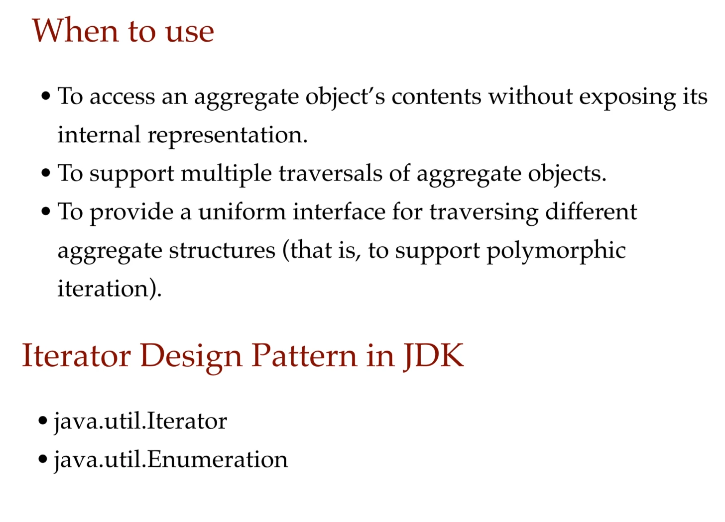 When to use
• To access an aggregate object’s contents without exposing its
internal representation.
• To support multiple traversals of aggregate objects.
• To provide a uniform interface for traversing different
aggregate structures (that is, to support polymorphic
iteration).
Iterator Design Pattern in JDK
• java.util.Iterator
• java.util.Enumeration